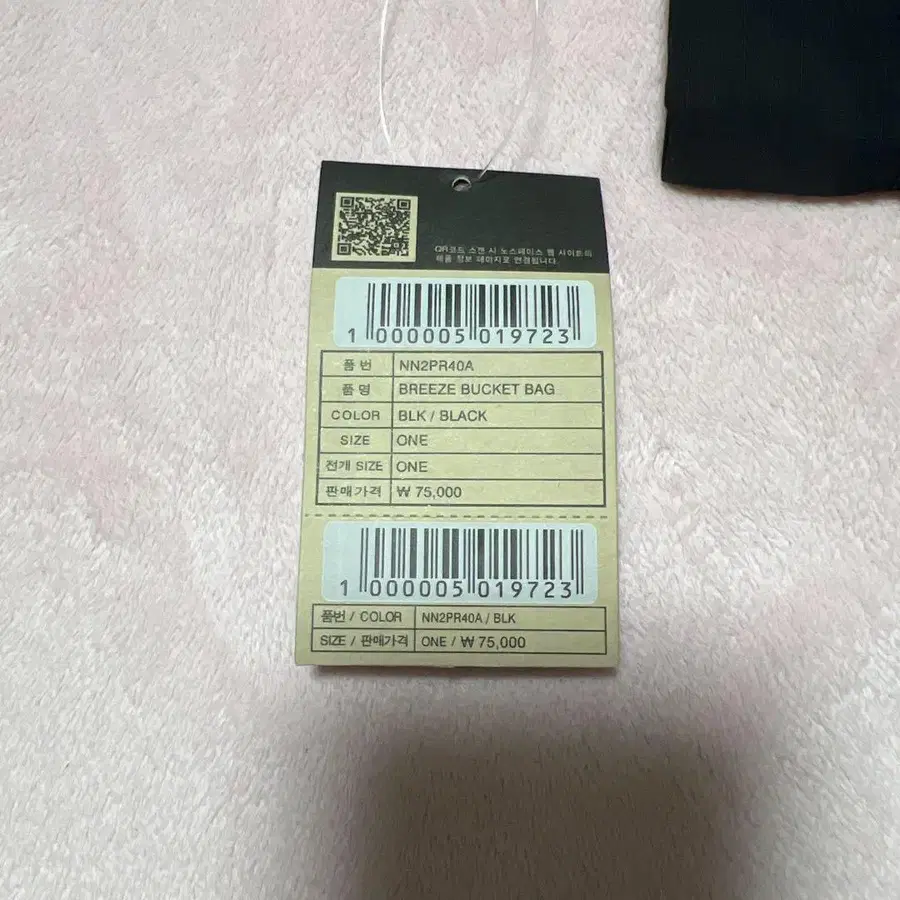 QR코드 스캔 시 노스페이스 웹 사이트의
제품 정보 페이지로 연결됩니다.
1 000005 019723
품 번 NN2PR40A
품 명 BREEZE BUCKET BAG
COLOR BLK / BLACK
SIZE ONE
전개 SIZE ONE
판매가격 ₩ 75,000
1 000005 019723
품번 / COLOR NN2PR40A / BLK
SIZE / 판매가격 ONE / ₩ 75,000